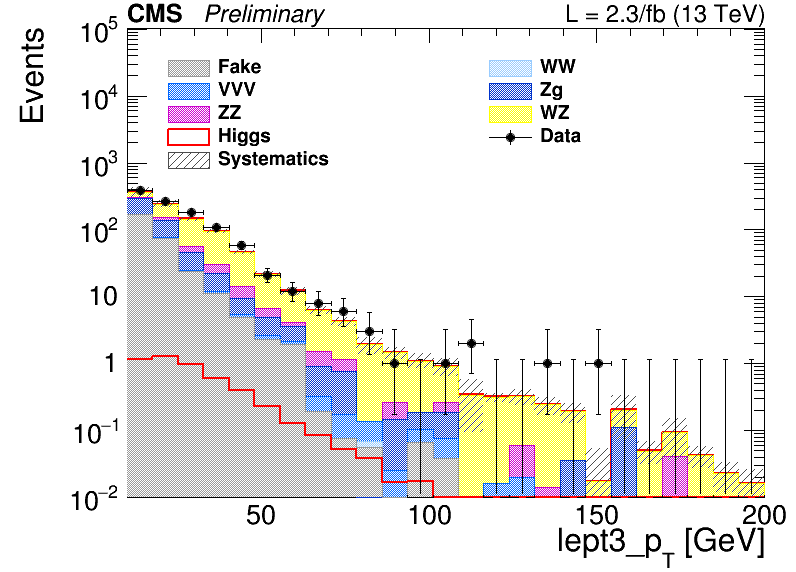 CMS Preliminary L = 2.3/fb (13 TeV)
Events
10^5
10^4
10^3
10^2
10
1
10^−1
10^−2
Fake
VVV
ZZ
Higgs
Systematics
WW
Zg
WZ
Data
50 100 150 200
lept3_p_T [GeV]